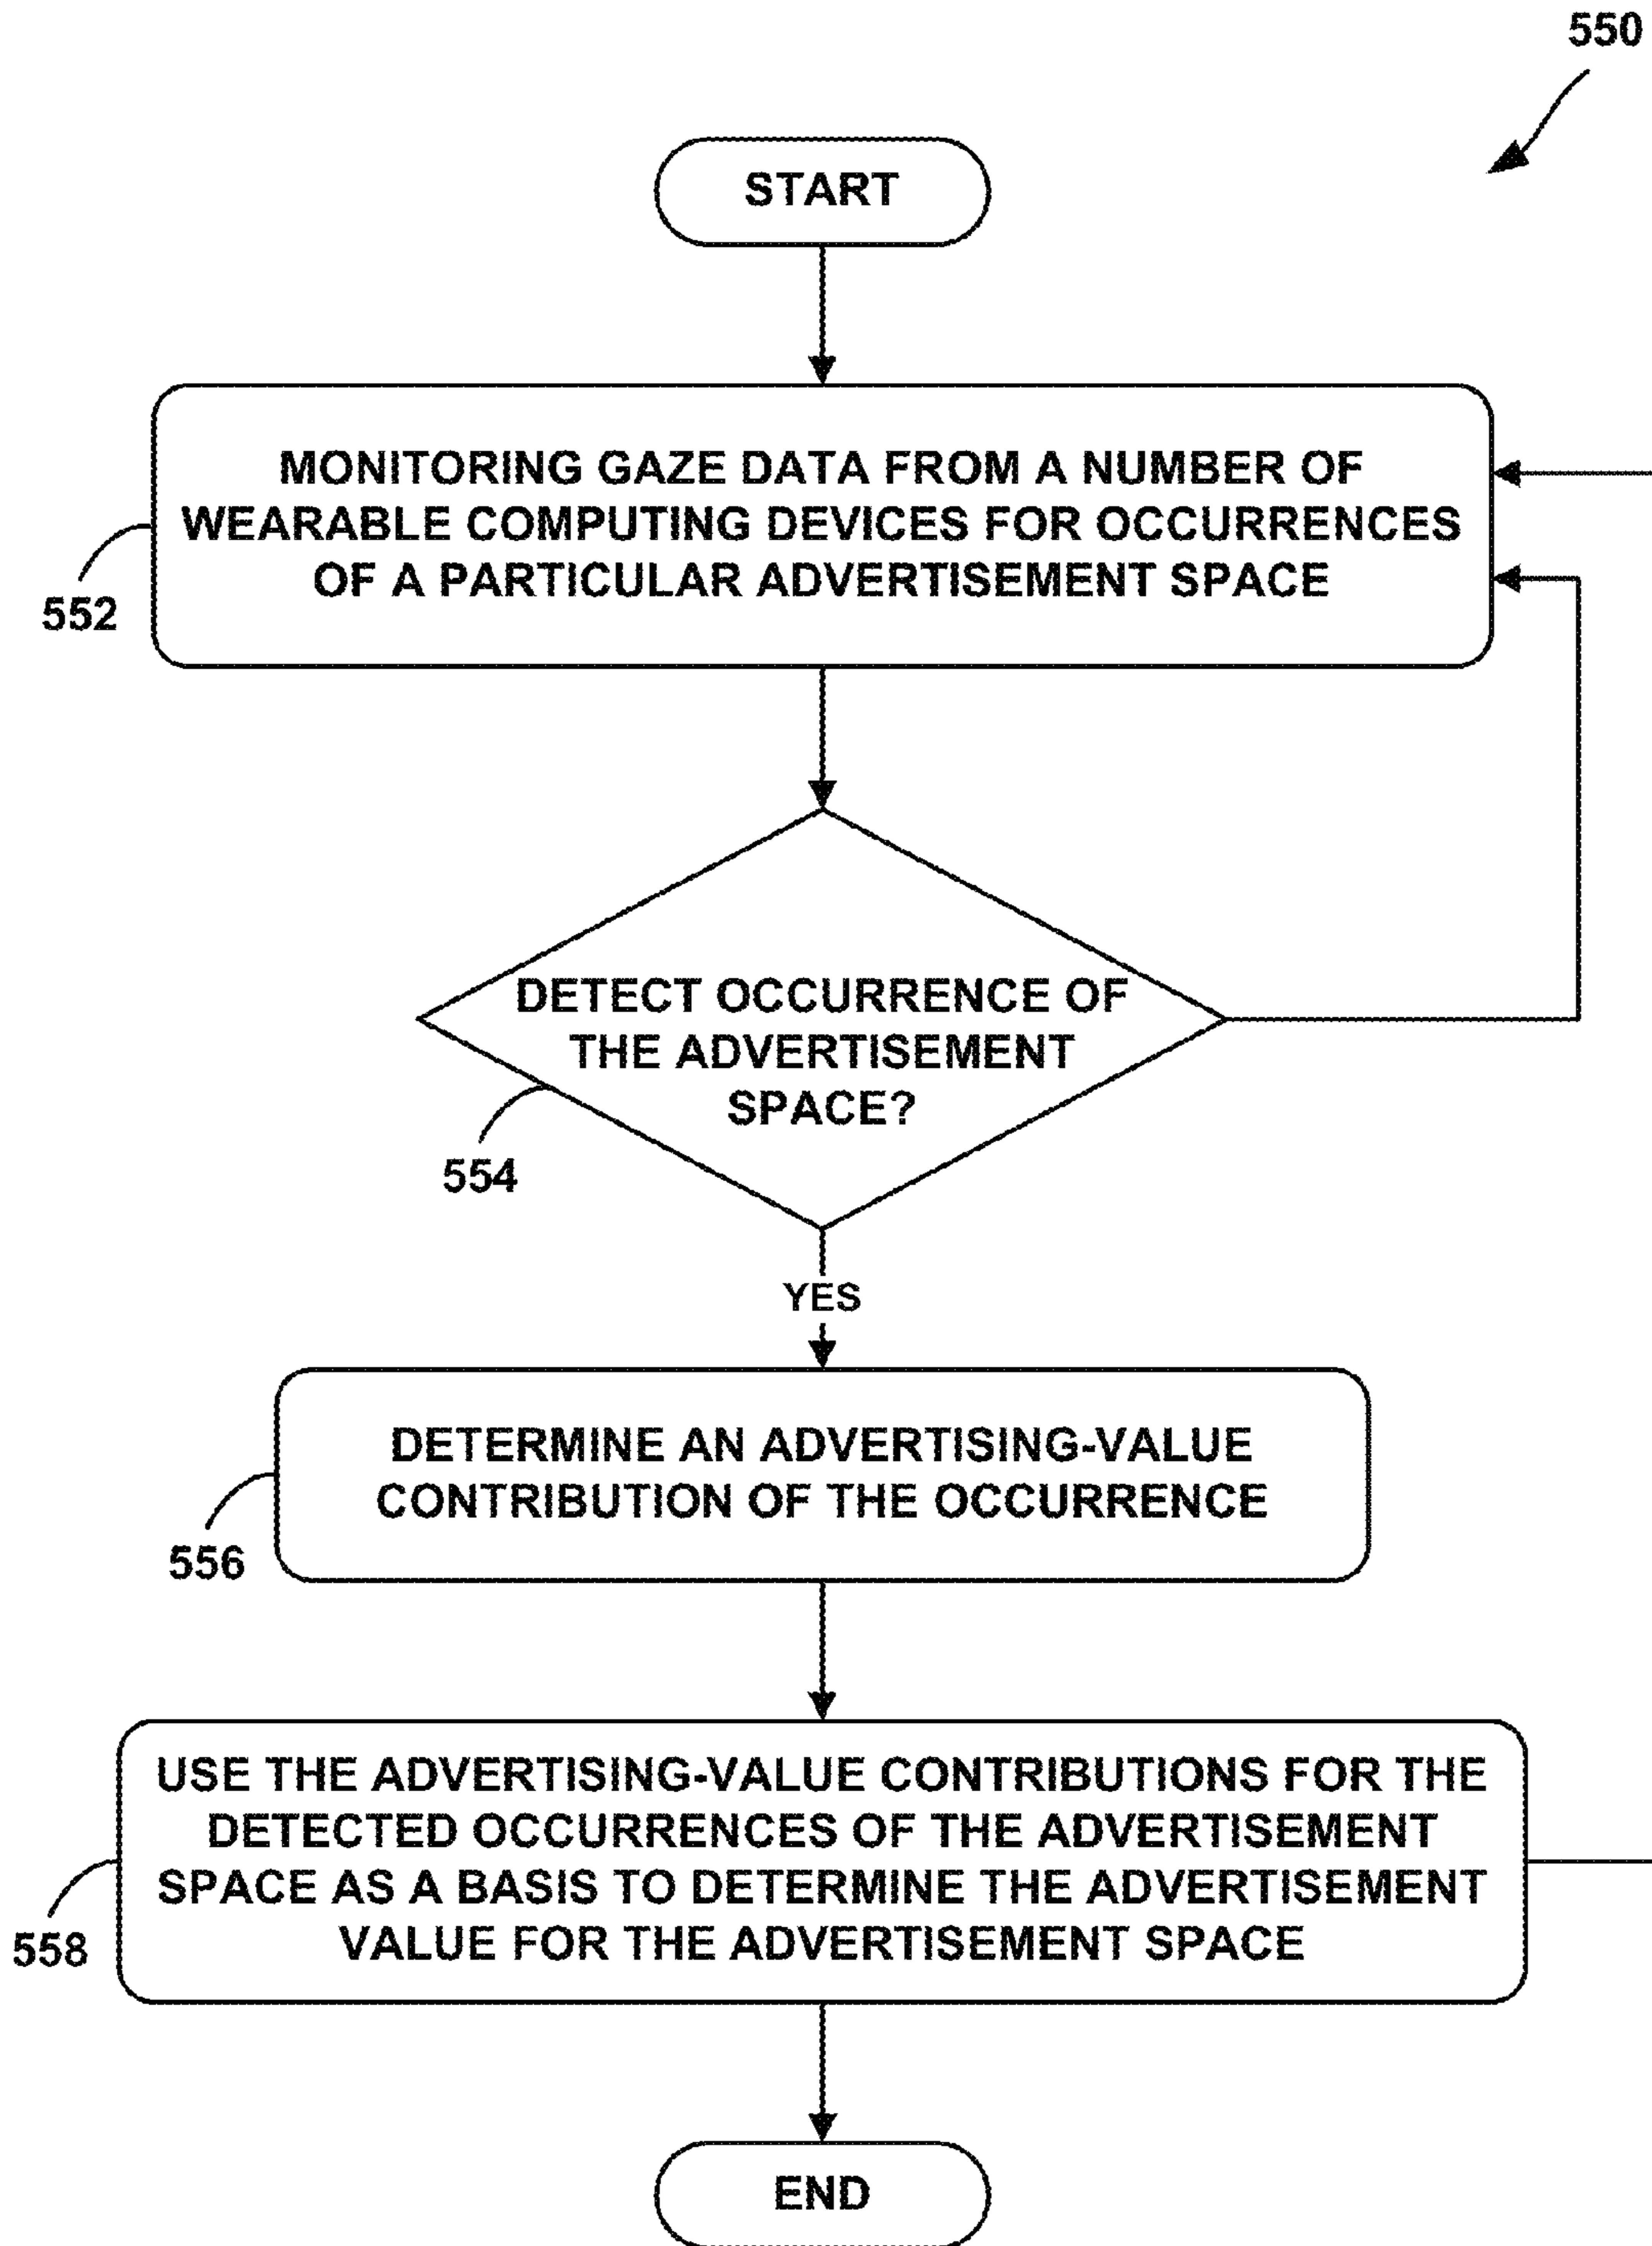 550
START
MONITORING GAZE DATA FROM A NUMBER OF
WEARABLE COMPUTING DEVICES FOR OCCURRENCES
OF A PARTICULAR ADVERTISEMENT SPACE
552
DETECT OCCURRENCE OF
THE ADVERTISEMENT
SPACE?
554
YES
DETERMINE AN ADVERTISING-VALUE
CONTRIBUTION OF THE OCCURRENCE
556
USE THE ADVERTISING-VALUE CONTRIBUTIONS FOR THE
DETECTED OCCURRENCES OF THE ADVERTISEMENT
SPACE AS A BASIS TO DETERMINE THE ADVERTISEMENT
VALUE FOR THE ADVERTISEMENT SPACE
558
END